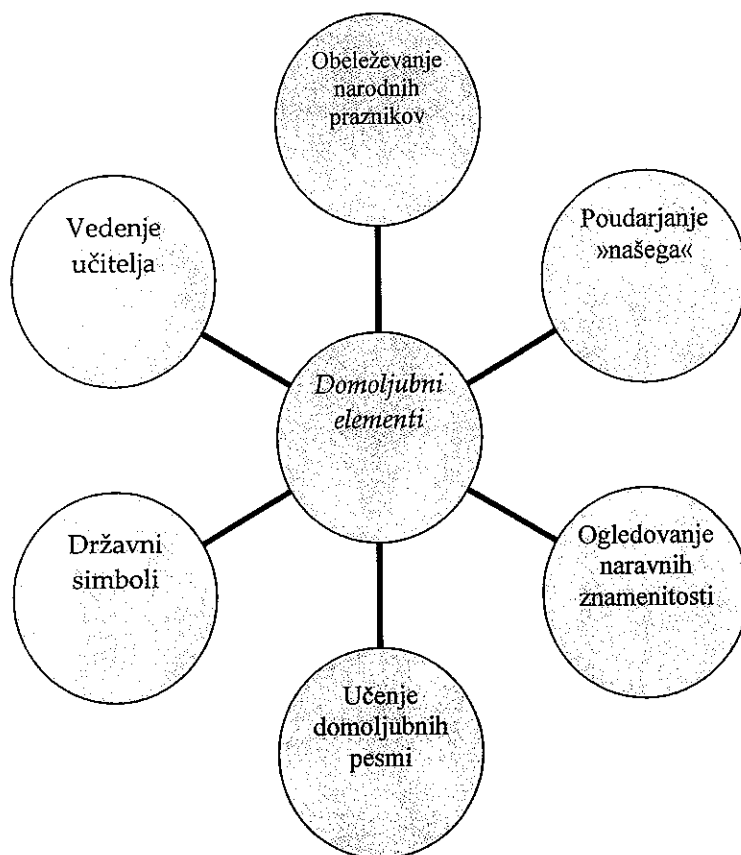 Obeleževanje
narodnih
praznikov
Vedenje
učitelja
Poudarjanje
»našega«
Domoljubni
elementi
Državni
simboli
Ogledovanje
naravnih
znamenitosti
Učenje
domoljubnih
pesmi